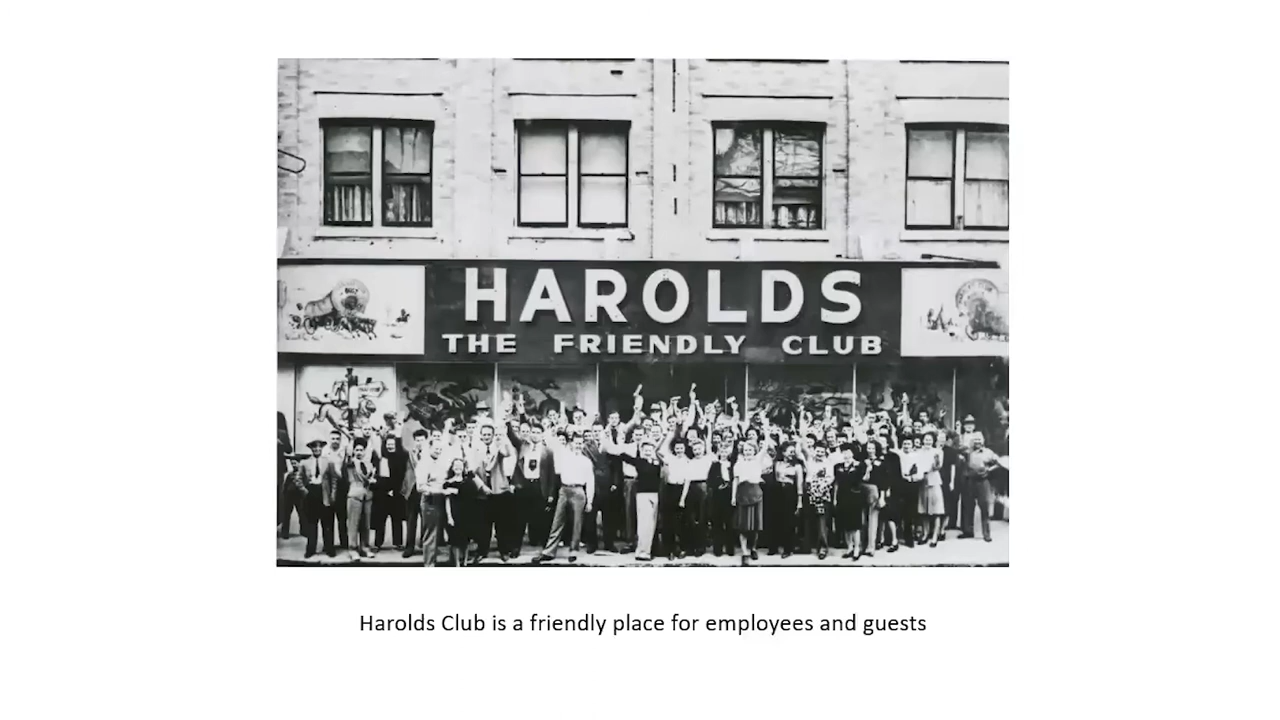 HAROLDS
THE FRIENDLY CLUB
Harolds Club is a friendly place for employees and guests